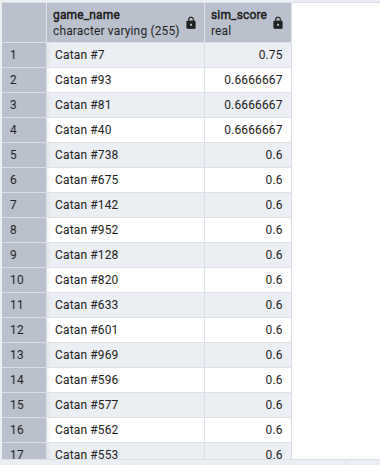 game_name sim_score
character varying (255) real
1 Catan #7 0.75
2 Catan #93 0.6666667
3 Catan #81 0.6666667
4 Catan #40 0.6666667
5 Catan #738 0.6
6 Catan #675 0.6
7 Catan #142 0.6
8 Catan #952 0.6
9 Catan #128 0.6
10 Catan #820 0.6
11 Catan #633 0.6
12 Catan #601 0.6
13 Catan #969 0.6
14 Catan #596 0.6
15 Catan #577 0.6
16 Catan #562 0.6
17 Catan #553 0.6